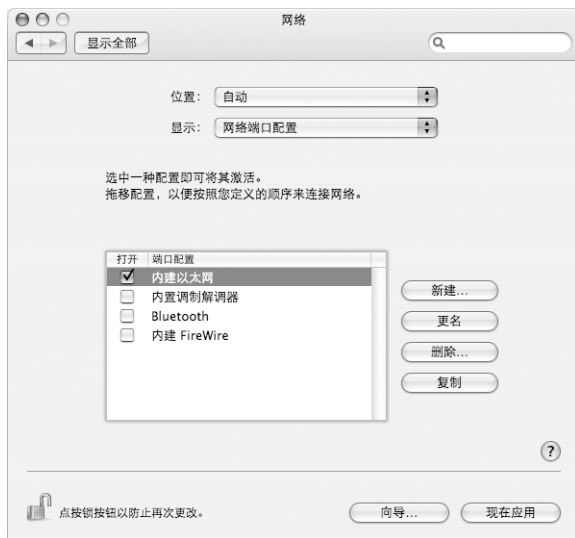 网络
显示全部
位置： 自动
显示： 网络端口配置
选中一种配置即可将其激活。
拖移配置，以便按照您定义的顺序来连接网络。
打开 端口配置
内建以太网
内置调制解调器
Bluetooth
内建 FireWire
新建...
更名
删除...
复制
?
点按锁按钮以防止再次更改。
向导...
现在应用